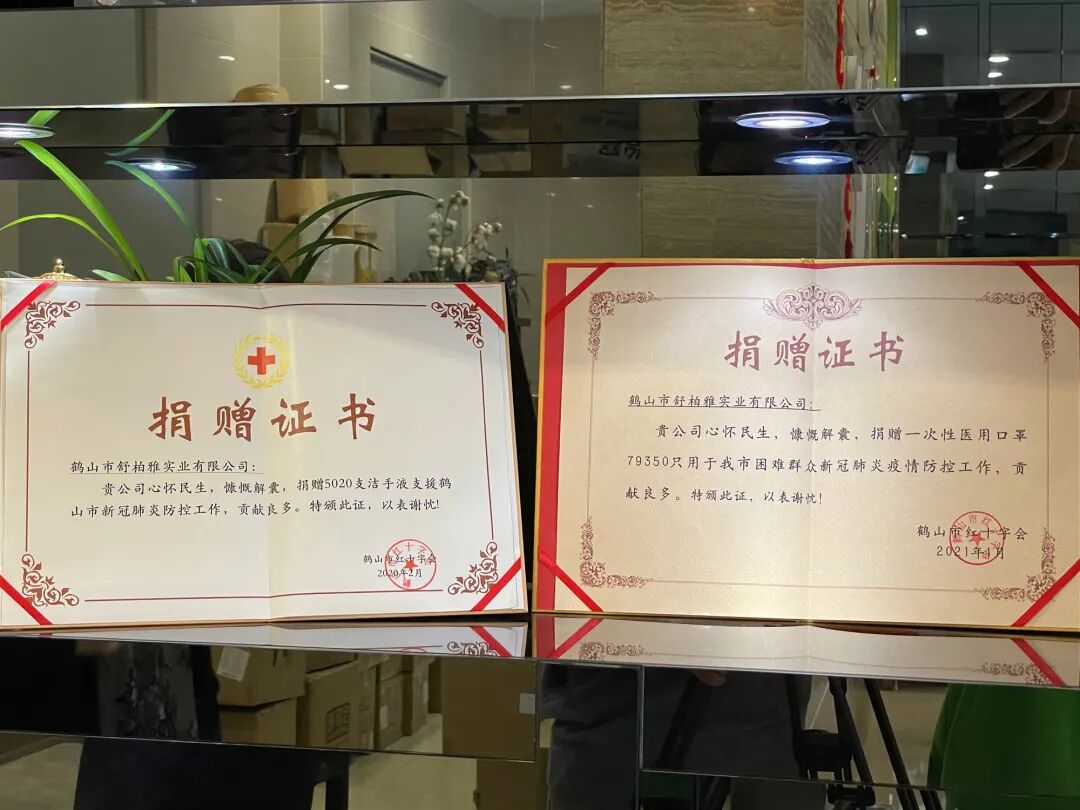 捐赠证书
鹤山市舒柏雅实业有限公司：
贵公司心怀民生，慷慨解囊，捐赠5020支洁手液支援鹤
山市新冠肺炎防控工作，贡献良多。特颁此证，以表谢忱!
鹤山市红十字会
2020年2月
捐赠证书
鹤山市舒柏雅实业有限公司：
贵公司心怀民生，慷慨解囊，捐赠一次性医用口罩
79350只用于我市困难群众新冠肺炎疫情防控工作，贡
献良多。特颁此证，以表谢忱!
鹤山市红十字会
2021年1月